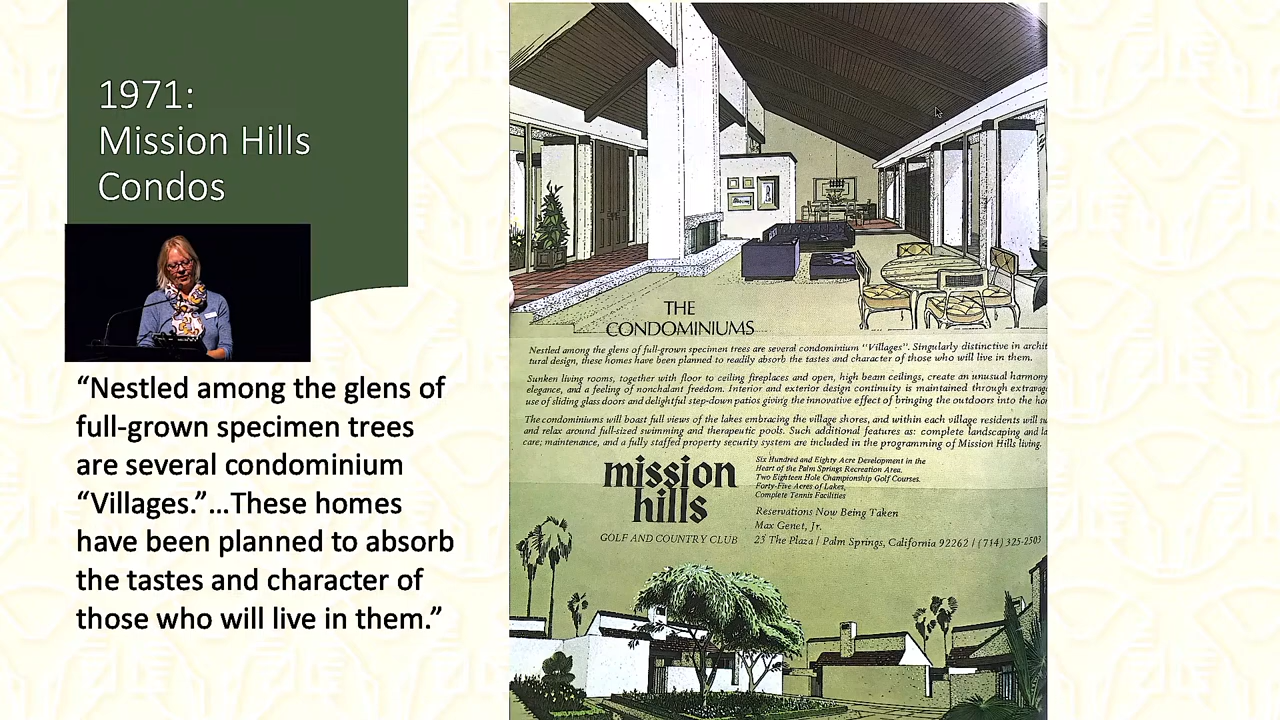 1971:
Mission Hills
Condos
“Nestled among the glens of
full-grown specimen trees
are several condominium
“Villages.”...These homes
have been planned to absorb
the tastes and character of
those who will live in them.”
THE
CONDOMINIUMS
Nestled among the glens of full-grown specimen trees are several condominium "Villages". Singularly distinctive in archit
tural design, these homes have been planned to readily absorb the tastes and character of those who will live in them.
Sunken living rooms, together with floor to ceiling fireplaces and open, high beam ceilings, create an unusual harmony
elegance, and a feeling of nonchalant freedom. Interior and exterior design continuity is maintained through extravag
use of sliding glass doors and delightful step-down patios giving the innovative effect of bringing the outdoors into the ho
The condominiums will boast full views of the lakes embracing the village shores, and within each village residents will
and relax around full-sized swimming and therapeutic pools. Such additional features as: complete landscaping and
care; maintenance, and a fully staffed property security system are included in the programming of Mission Hills living.
mission
hills
GOLF AND COUNTRY CLUB
Six Hundred and Eighty Acre Development in the
Heart of the Palm Springs Recreation Area.
Two Eighteen Hole Championship Golf Courses.
Forty-Five Acres of Lakes,
Complete Tennis Facilities
Reservations Now Being Taken
Max Genet, Jr.
23 The Plaza / Palm Springs, California 92262 / (714) 325-2503